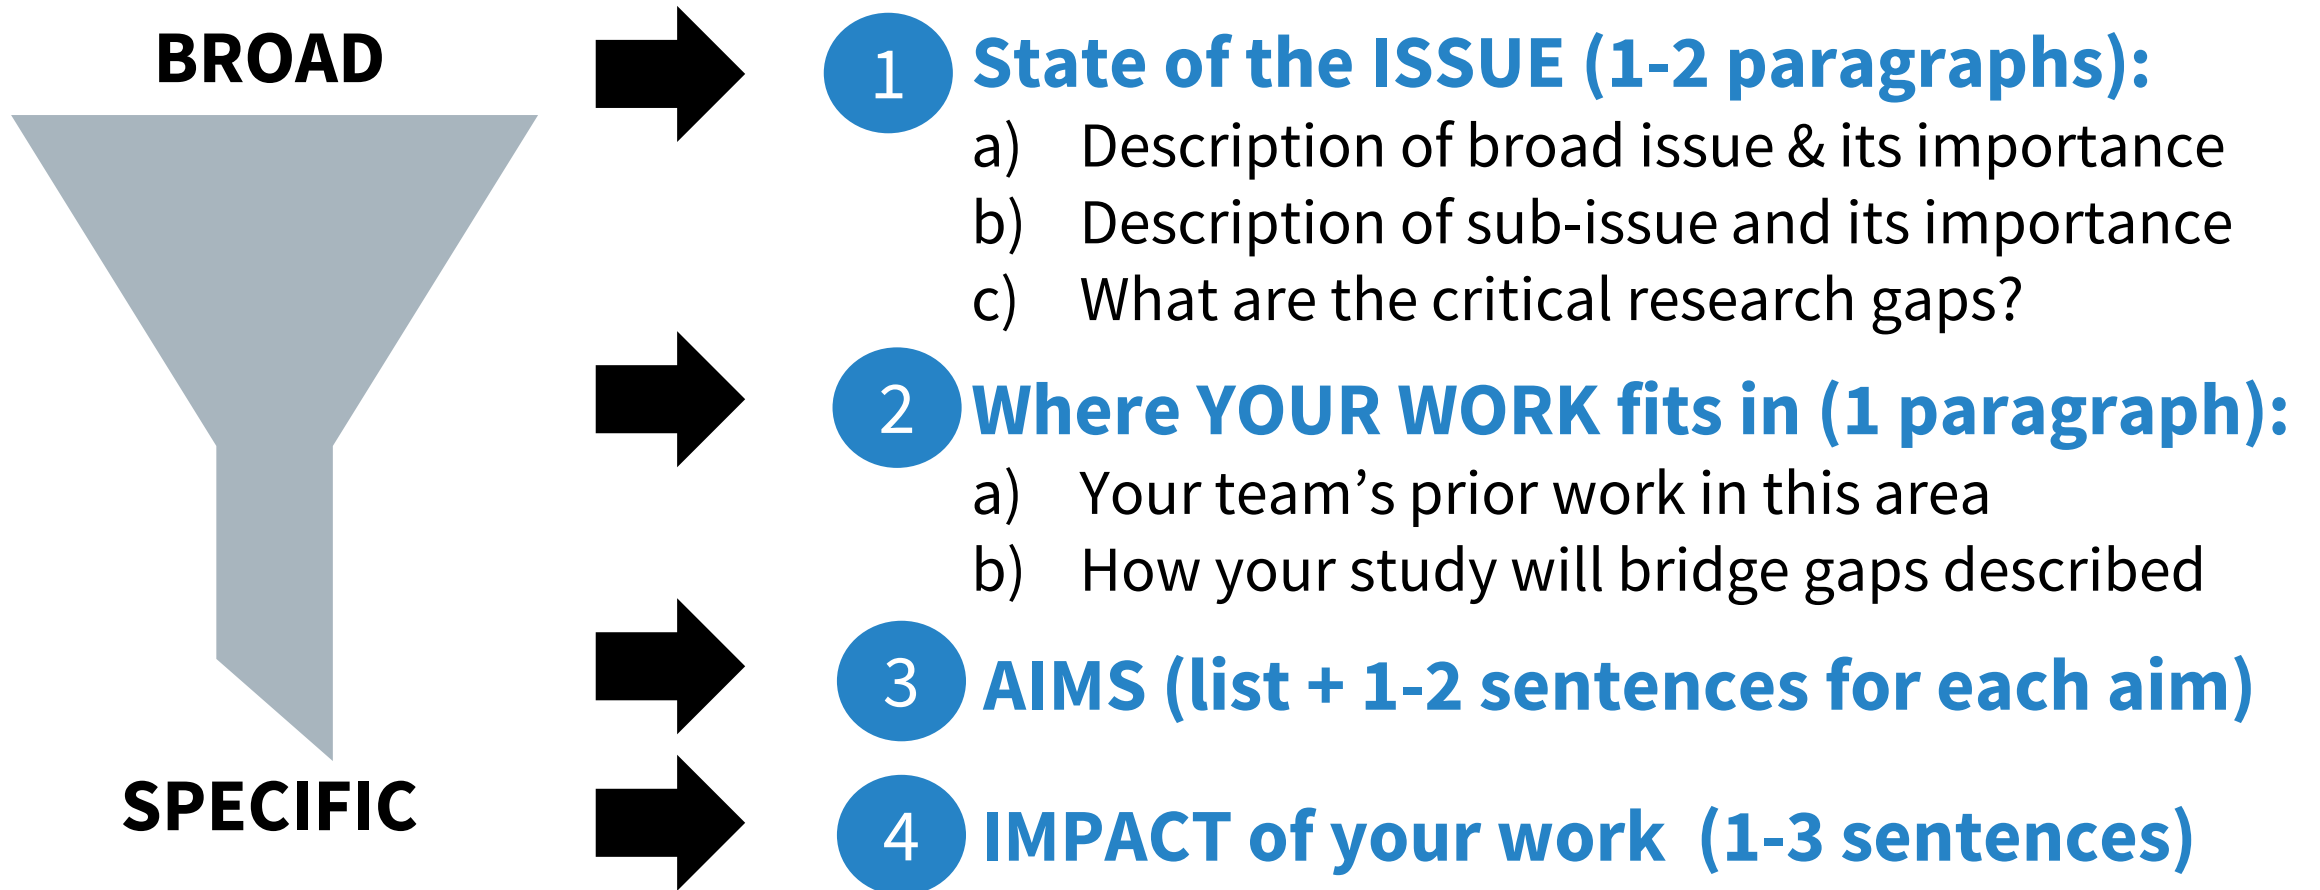 BROAD
1 State of the ISSUE (1-2 paragraphs):
a) Description of broad issue & its importance
b) Description of sub-issue and its importance
c) What are the critical research gaps?
2 Where YOUR WORK fits in (1 paragraph):
a) Your team’s prior work in this area
b) How your study will bridge gaps described
3 AIMS (list + 1-2 sentences for each aim)
SPECIFIC
4 IMPACT of your work (1-3 sentences)